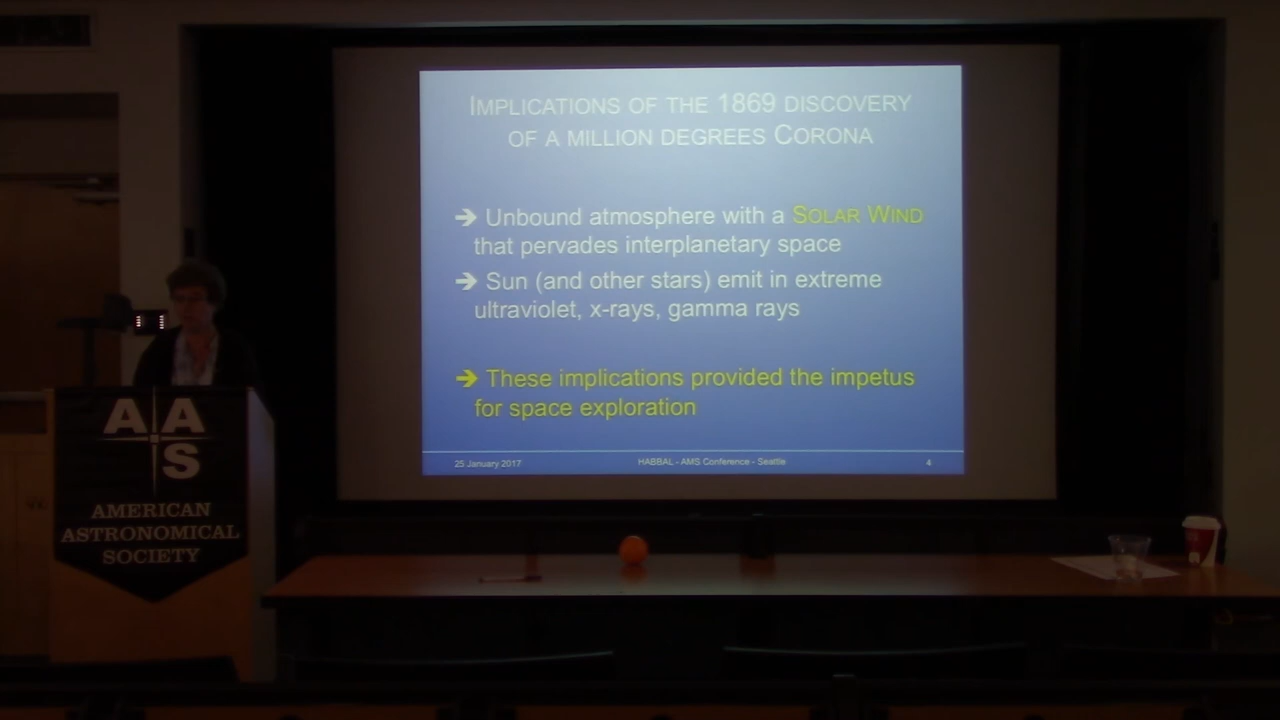 IMPLICATIONS OF THE 1869 DISCOVERY
OF A MILLION DEGREES CORONA
➔ Unbound atmosphere with a SOLAR WIND
that pervades interplanetary space
➔ Sun (and other stars) emit in extreme
ultraviolet, x-rays, gamma rays
➔ These implications provided the impetus
for space exploration
25 January 2017 HABBAL - AMS Conference - Seattle 4
A A
S
AMERICAN
ASTRONOMICAL
SOCIETY